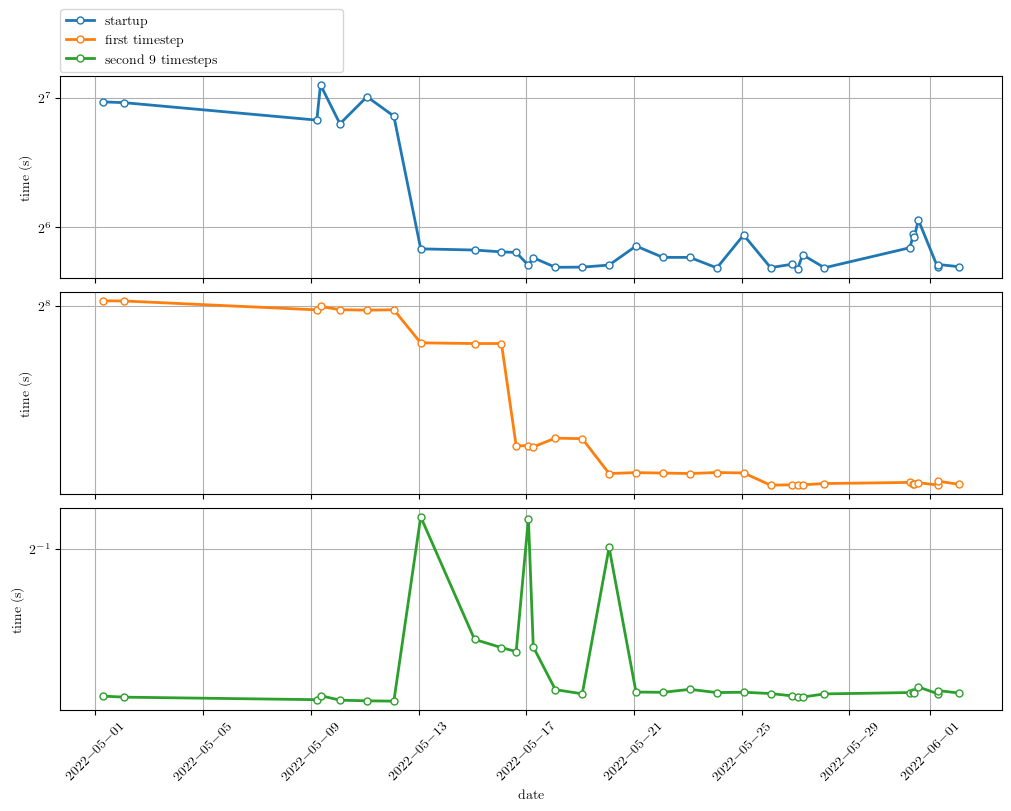 startup
first timestep
second 9 timesteps
2^7
2^6
time (s)
2^8
time (s)
2^−1
time (s)
2022−05−01
2022−05−05
2022−05−09
2022−05−13
2022−05−17
2022−05−21
2022−05−25
2022−05−29
2022−06−01
date